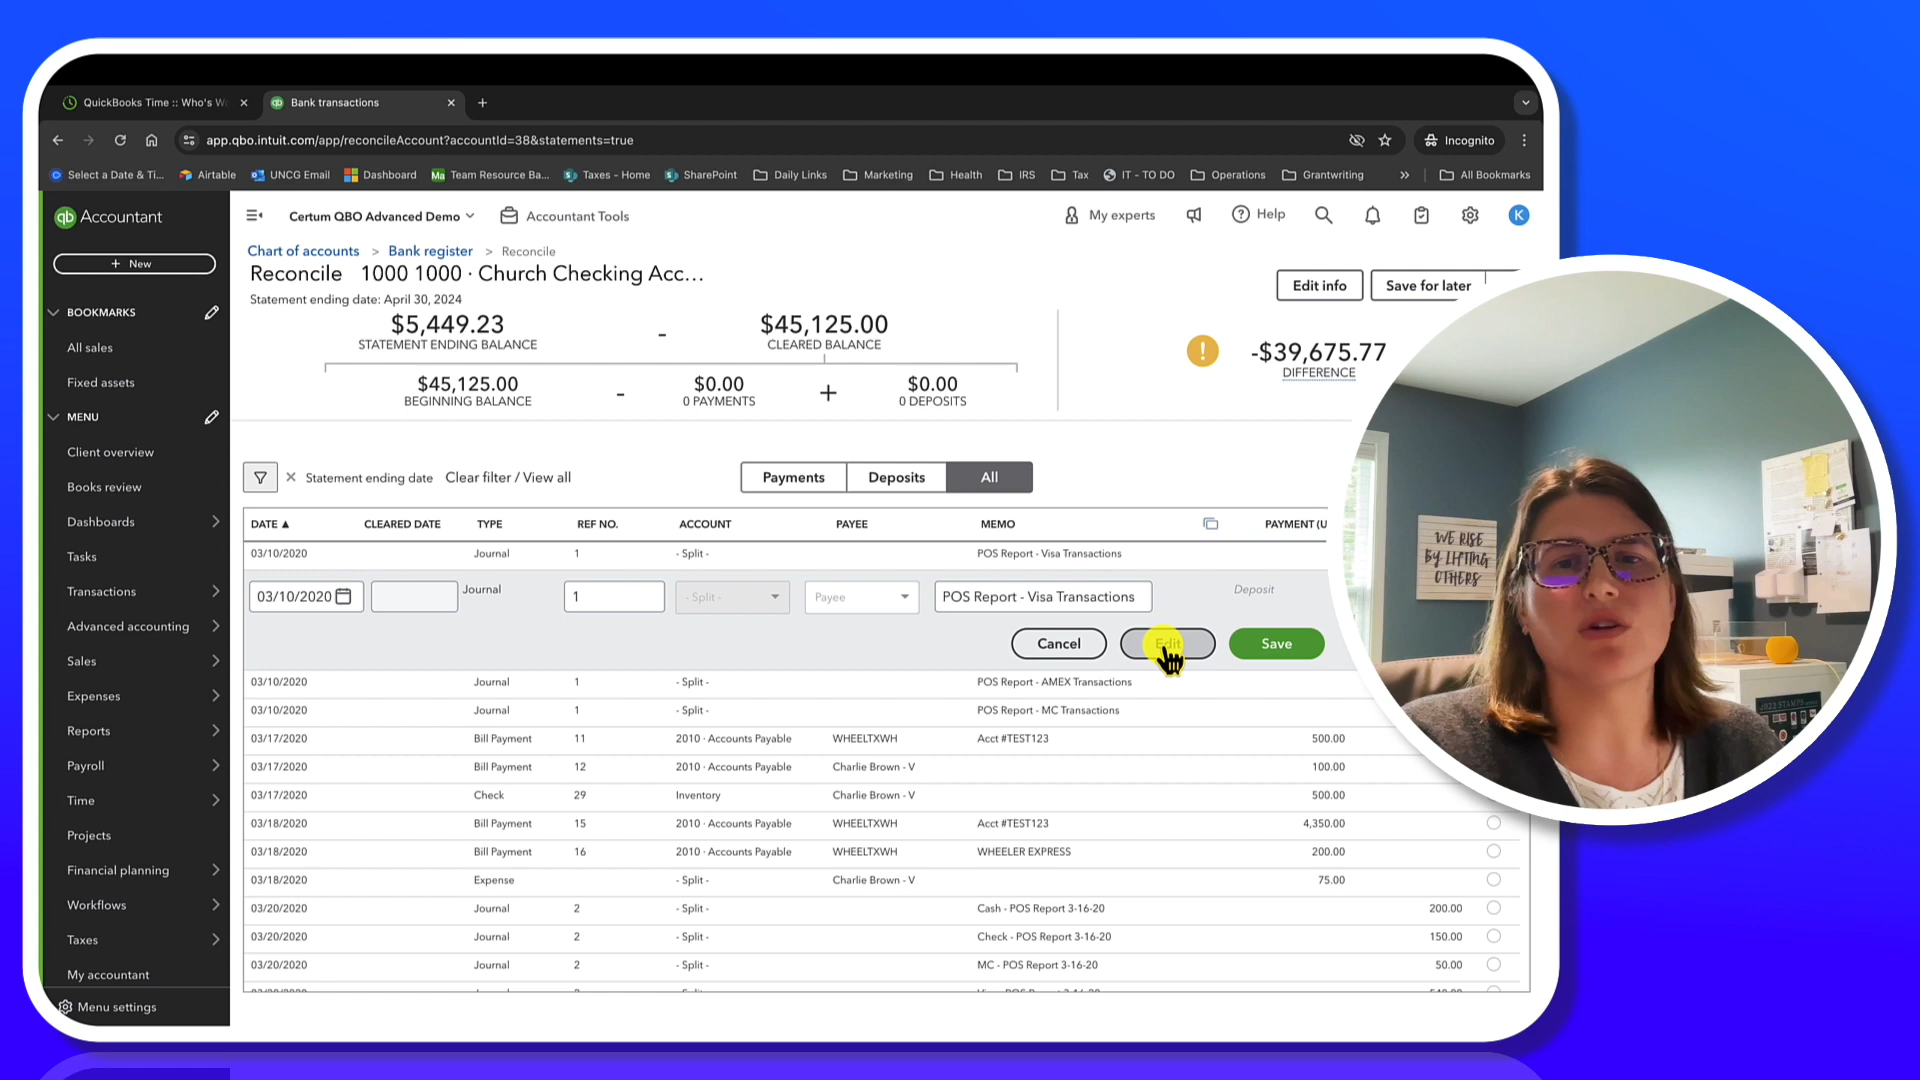 QuickBooks Time :: Who's W
Bank transactions
app.qbo.intuit.com/app/reconcileAccount?accountId=38&statements=true
Incognito
Select a Date & Ti...
Airtable
UNCG Email
Dashboard
Team Resource Ba...
Taxes - Home
SharePoint
Daily Links
Marketing
Health
IRS
Tax
IT - TO DO
Operations
Grantwriting
All Bookmarks
qb Accountant
Certum QBO Advanced Demo
Accountant Tools
My experts
Help
K
+ New
Chart of accounts > Bank register > Reconcile
Reconcile 1000 1000 · Church Checking Acc...
Edit info
Save for later
Statement ending date: April 30, 2024
BOOKMARKS
All sales
Fixed assets
MENU
Client overview
Books review
Dashboards
Tasks
Transactions
Advanced accounting
Sales
Expenses
Reports
Payroll
Time
Projects
Financial planning
Workflows
Taxes
My accountant
Menu settings
$5,449.23 - $45,125.00
STATEMENT ENDING BALANCE CLEARED BALANCE
! -$39,675.77
DIFFERENCE
$45,125.00 - $0.00 + $0.00
BEGINNING BALANCE 0 PAYMENTS 0 DEPOSITS
Statement ending date Clear filter / View all
Payments Deposits All
DATE ▲ CLEARED DATE TYPE REF NO. ACCOUNT PAYEE MEMO PAYMENT (U
03/10/2020 Journal 1 - Split - POS Report - Visa Transactions
03/10/2020 Journal 1 - Split - Payee POS Report - Visa Transactions Deposit
Cancel Edit Save
03/10/2020 Journal 1 - Split - POS Report - AMEX Transactions
03/10/2020 Journal 1 - Split - POS Report - MC Transactions
03/17/2020 Bill Payment 11 2010 · Accounts Payable WHEELTXWH Acct #TEST123 500.00
03/17/2020 Bill Payment 12 2010 · Accounts Payable Charlie Brown - V 100.00
03/17/2020 Check 29 Inventory Charlie Brown - V 500.00
03/18/2020 Bill Payment 15 2010 · Accounts Payable WHEELTXWH Acct #TEST123 4,350.00
03/18/2020 Bill Payment 16 2010 · Accounts Payable WHEELTXWH WHEELER EXPRESS 200.00
03/18/2020 Expense - Split - Charlie Brown - V 75.00
03/20/2020 Journal 2 - Split - Cash - POS Report 3-16-20 200.00
03/20/2020 Journal 2 - Split - Check - POS Report 3-16-20 150.00
03/20/2020 Journal 2 - Split - MC - POS Report 3-16-20 50.00
WE RISE
BY LIFTING
OTHERS